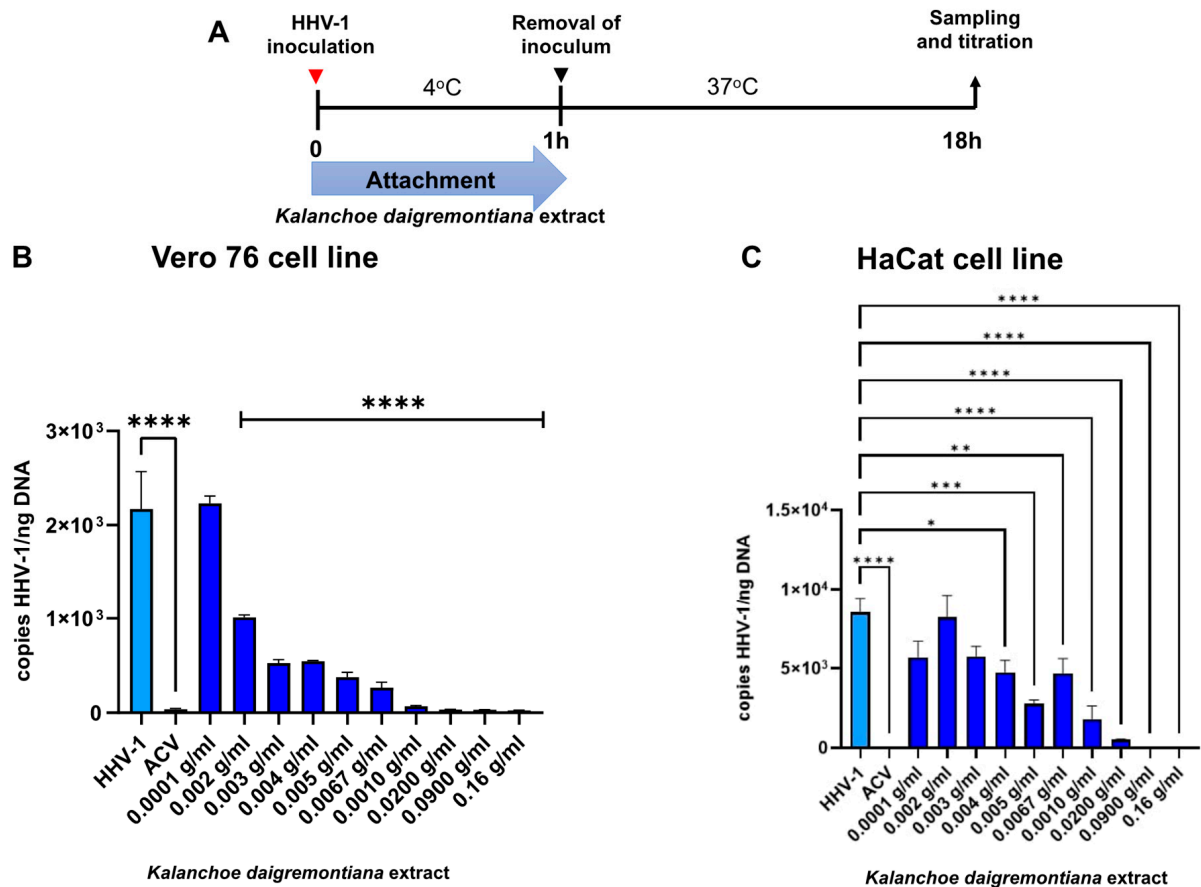 A
HHV-1
inoculation
Removal of
inoculum
Sampling
and titration
4°C
37°C
0
1h
18h
Attachment
Kalanchoe daigremontiana extract
B
Vero 76 cell line
****
****
copies HHV-1/ng DNA
3×10³
2×10³
1×10³
0
HHV-1
ACV
0.0001 g/ml
0.002 g/ml
0.003 g/ml
0.004 g/ml
0.005 g/ml
0.0067 g/ml
0.0010 g/ml
0.0200 g/ml
0.0900 g/ml
0.16 g/ml
Kalanchoe daigremontiana extract
C
HaCat cell line
****
****
****
****
**
***
*
****
copies HHV-1/ng DNA
1.5×10⁴
1×10⁴
5×10³
0
HHV-1
ACV
0.0001 g/ml
0.002 g/ml
0.003 g/ml
0.004 g/ml
0.005 g/ml
0.0067 g/ml
0.0010 g/ml
0.0200 g/ml
0.0900 g/ml
0.16 g/ml
Kalanchoe daigremontiana extract